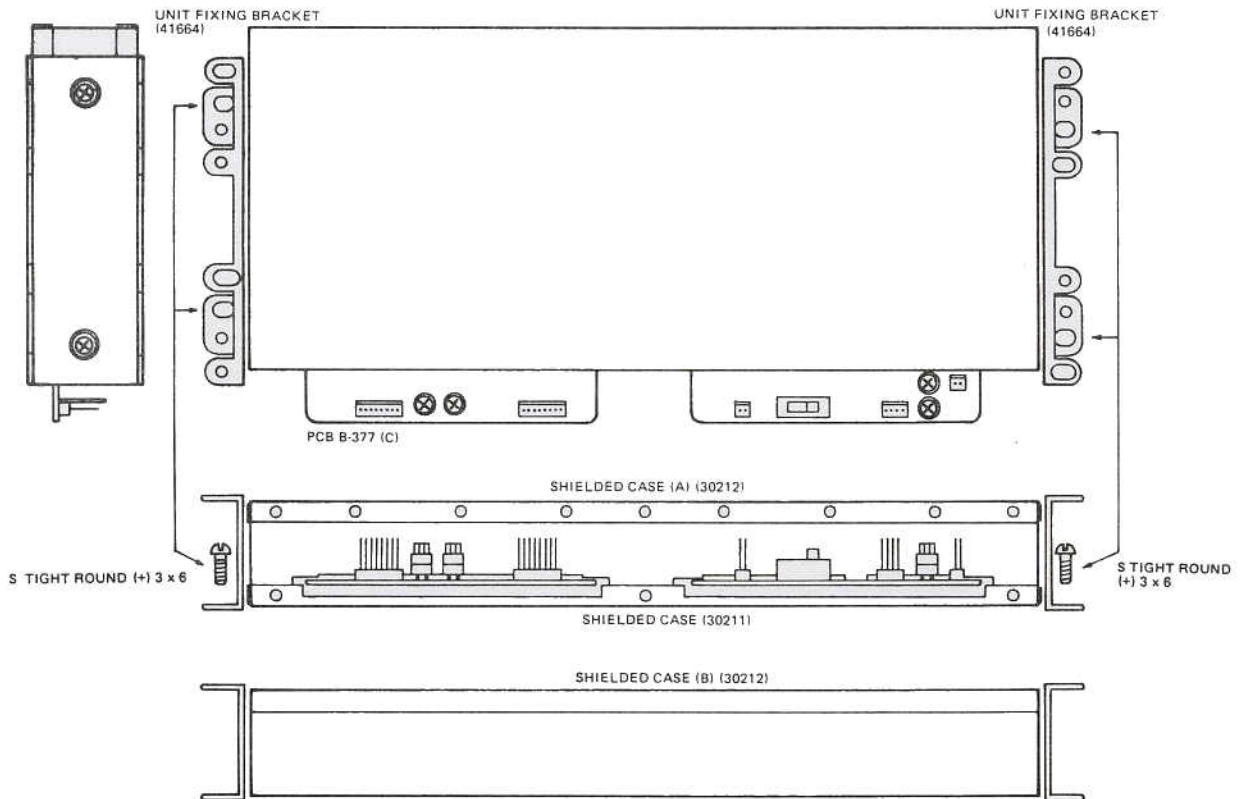 UNIT FIXING BRACKET
(41664)
UNIT FIXING BRACKET
(41664)
PCB B-377 (C)
SHIELDED CASE (A) (30212)
S TIGHT ROUND (+) 3 x 6
S TIGHT ROUND
(+) 3 x 6
SHIELDED CASE (30211)
SHIELDED CASE (B) (30212)